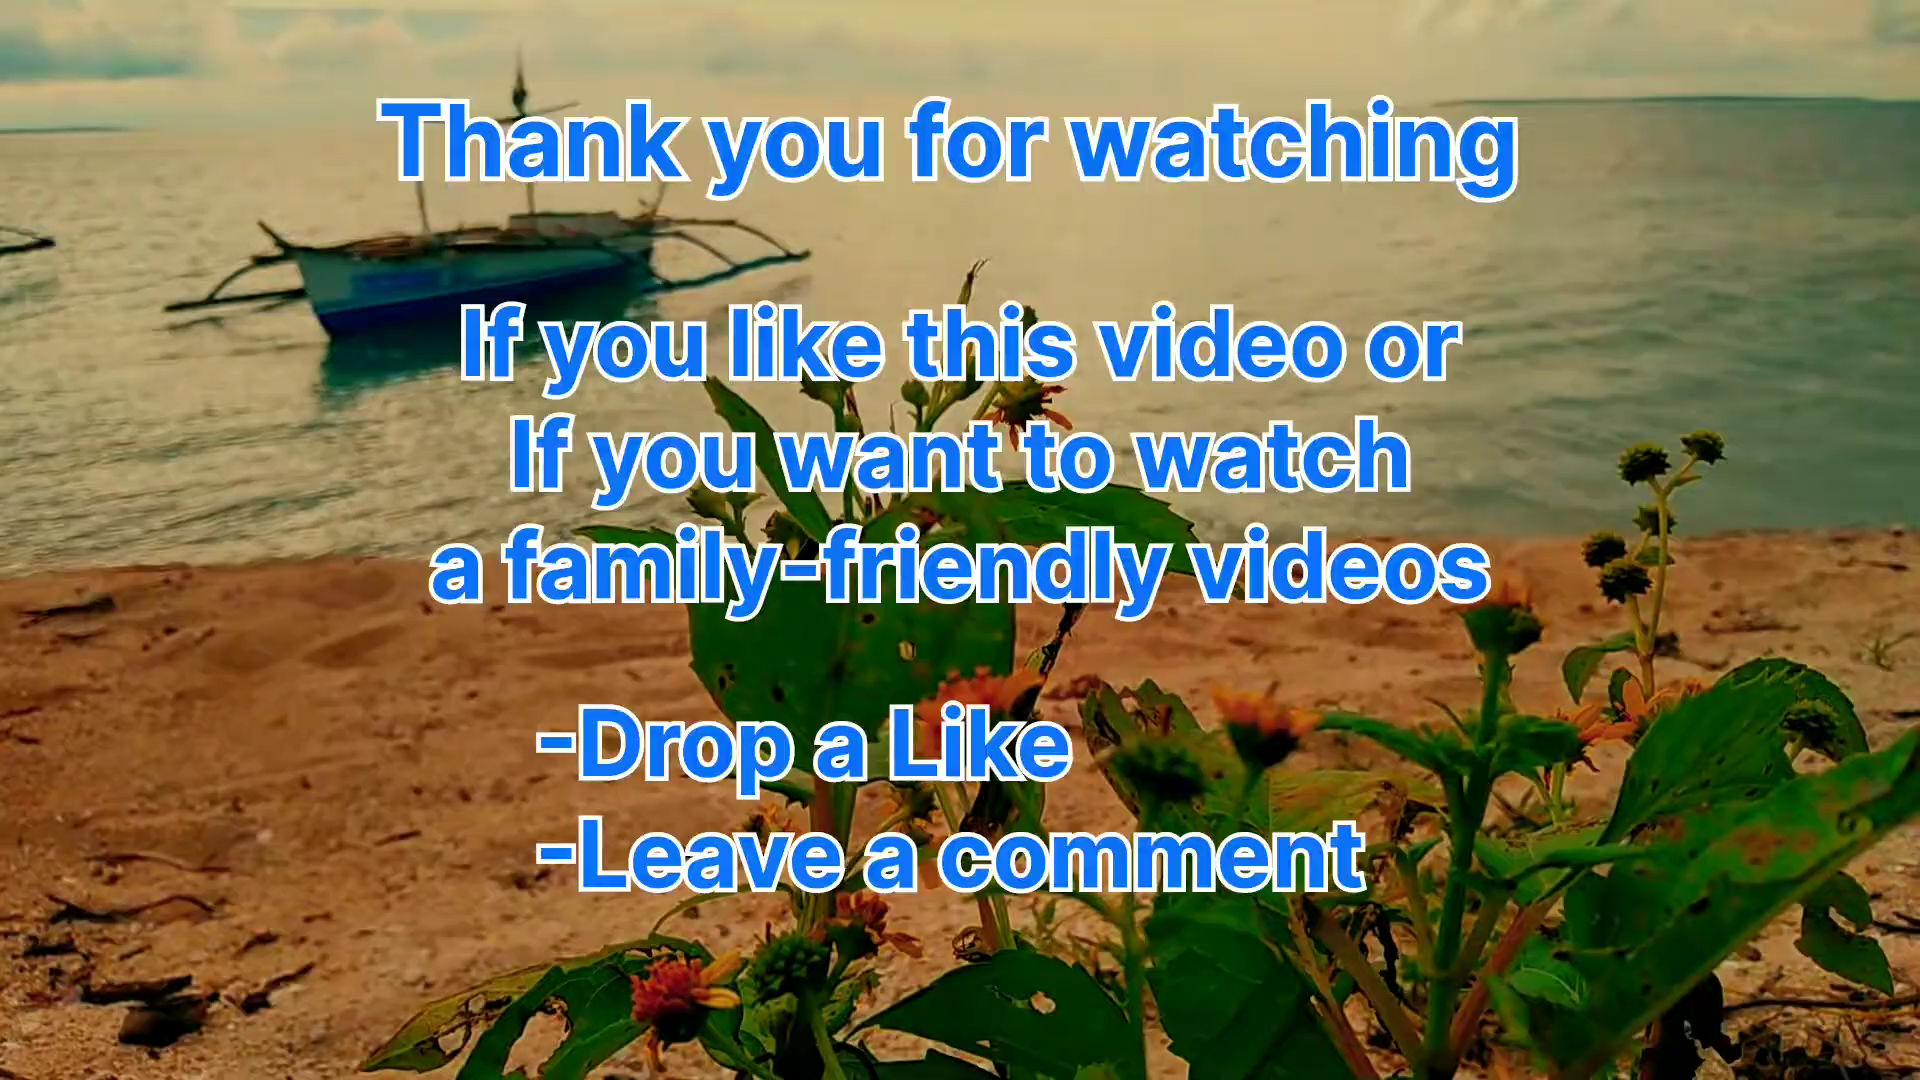 Thank you for watching
If you like this video or
If you want to watch
a family-friendly videos
-Drop a Like
-Leave a comment